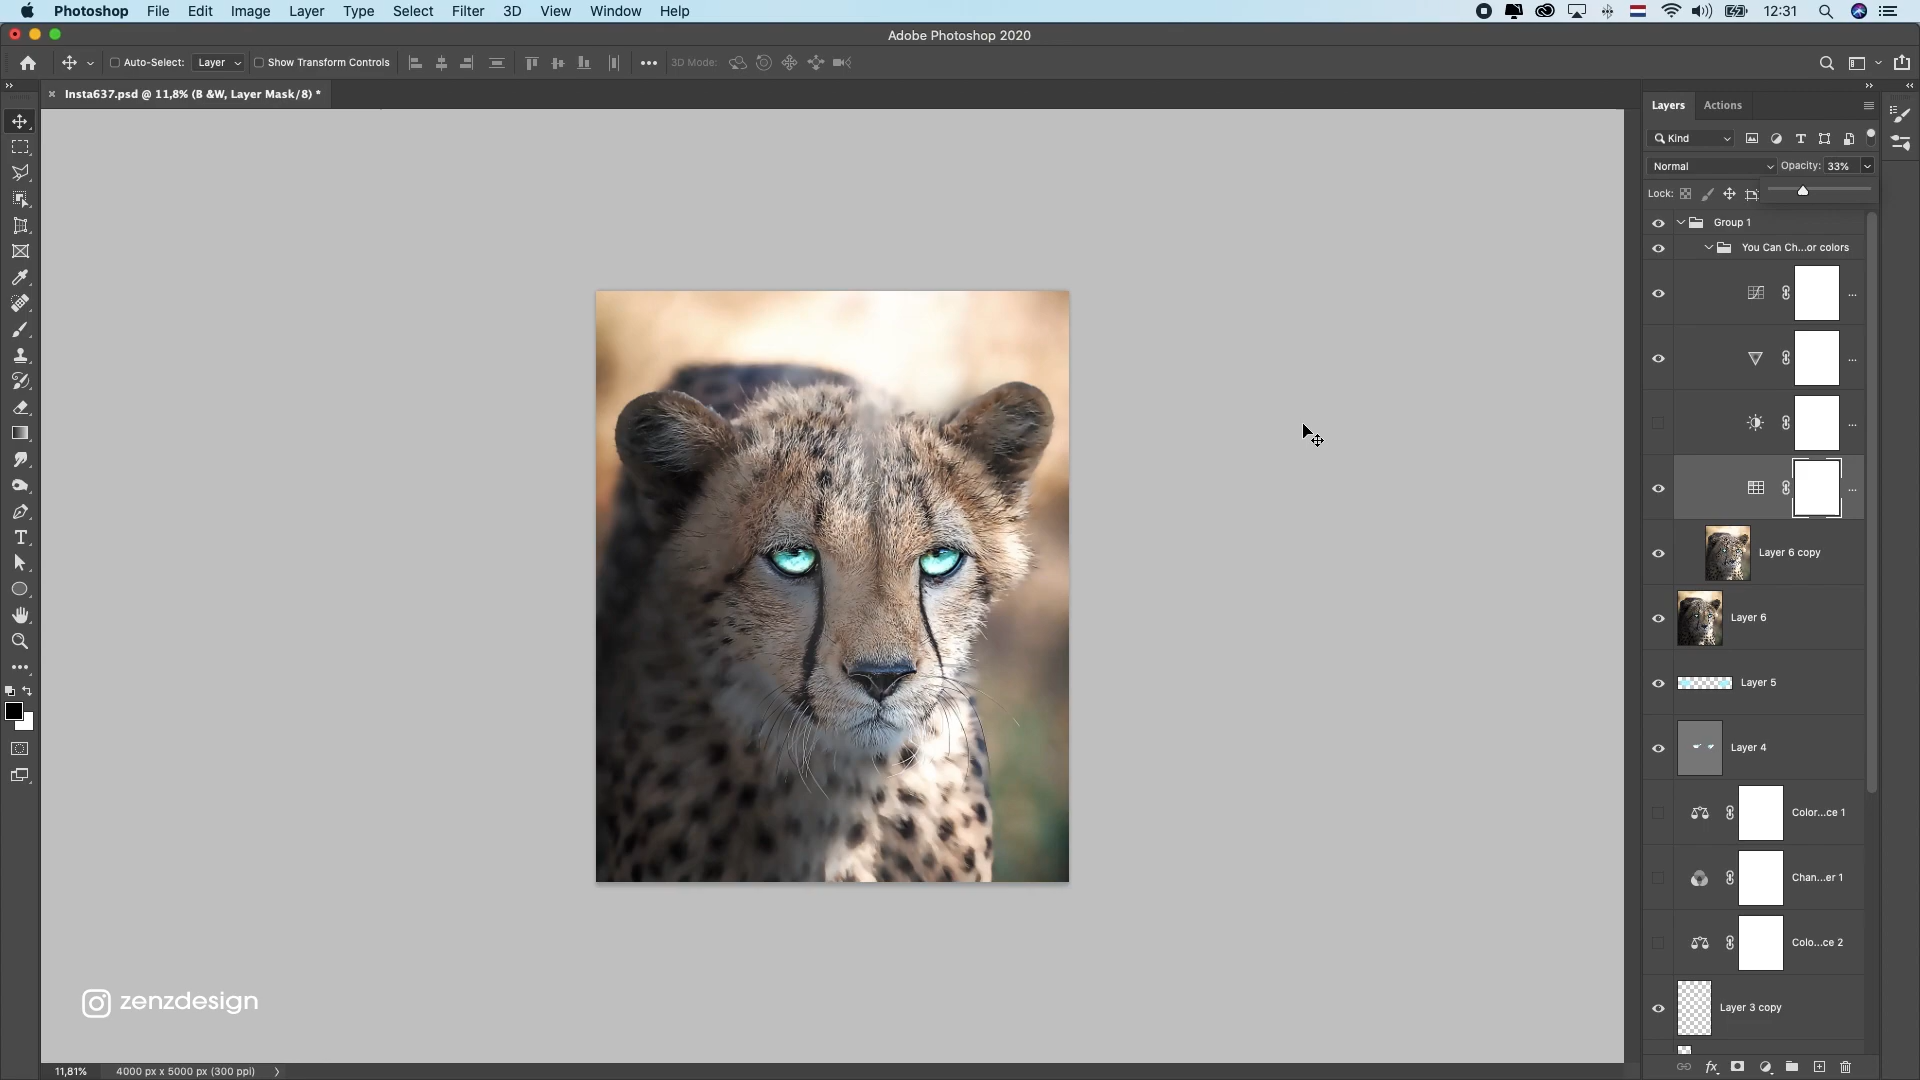 Photoshop File Edit Image Layer Type Select Filter 3D View Window Help 12:31
Adobe Photoshop 2020
Auto-Select: Layer Show Transform Controls 3D Mode:
Insta637.psd @ 11,8% (B &W, Layer Mask/8) *
Layers Actions
Kind
Normal Opacity: 33%
Lock:
Group 1
You Can Ch...or colors
...
...
...
...
Layer 6 copy
Layer 6
Layer 5
Layer 4
Color...ce 1
Chan...er 1
Colo...ce 2
Layer 3 copy
zenzdesign
11,81% 4000 px x 5000 px (300 ppi)